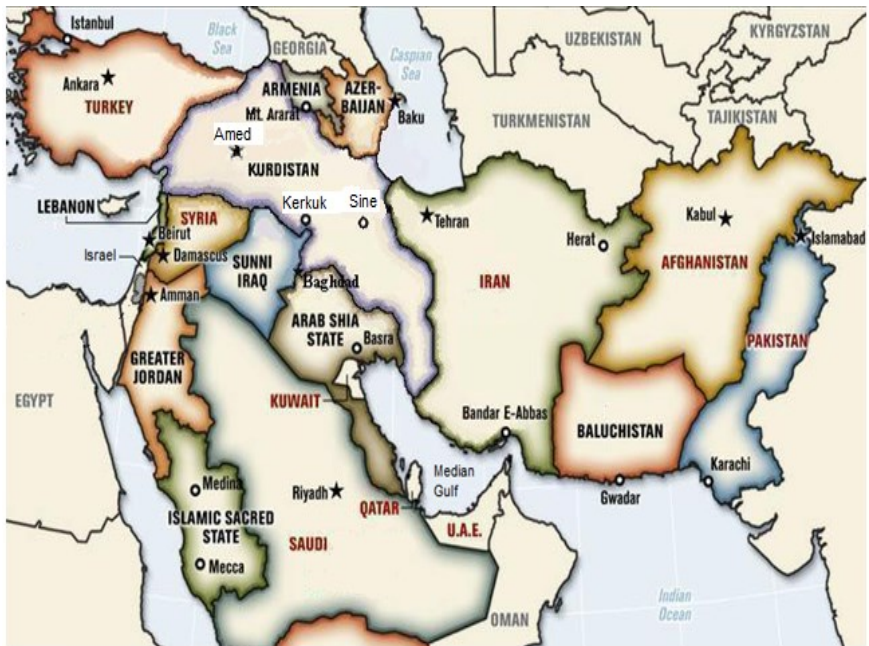 Istanbul
Black
Sea
GEORGIA
Caspian
Sea
UZBEKISTAN
KYRGYZSTAN
Ankara
TURKEY
ARMENIA
Mt. Ararat
AZER-
BAIJAN
Baku
TURKMENISTAN
TAJIKISTAN
Amed
KURDISTAN
LEBANON
SYRIA
Kerkuk
Sine
Tehran
Herat
Kabul
Islamabad
Beirut
Israel
Damascus
SUNNI
IRAQ
Baghdad
IRAN
AFGHANISTAN
Amman
ARAB SHIA
STATE
Basra
PAKISTAN
GREATER
JORDAN
EGYPT
KUWAIT
Bandar E-Abbas
BALUCHISTAN
Karachi
Gwadar
Medina
Riyadh
Median
Gulf
QATAR
ISLAMIC SACRED
STATE
SAUDI
U.A.E.
Mecca
OMAN
Indian
Ocean